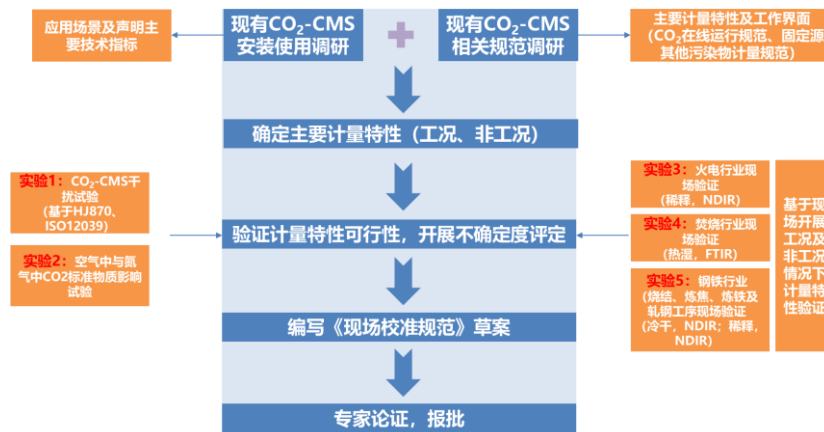 应用场景及声明主
要技术指标
现有CO₂-CMS
安装使用调研
现有CO₂-CMS
相关规范调研
主要计量特性及工作界面
（CO₂在线运行规范、固定源
其他污染物计量规范）
确定主要计量特性（工况、非工况）
实验1：CO₂-CMS干
扰试验
（基于HJ870、
ISO12039）
实验2：空气中与氮
气中CO2标准物质影响
试验
验证计量特性可行性，开展不确定度评定
实验3：火电行业现
场验证
（稀释，NDIR）
实验4：焚烧行业现
场验证
（热湿，FTIR）
实验5：钢铁行业
（烧结、炼焦、炼铁及
轧钢工序现场验证
（冷干，NDIR；稀释，
NDIR）
基于现
场开展
工况及
非工况
情况下
计量特
性验证
编写《现场校准规范》草案
专家论证，报批